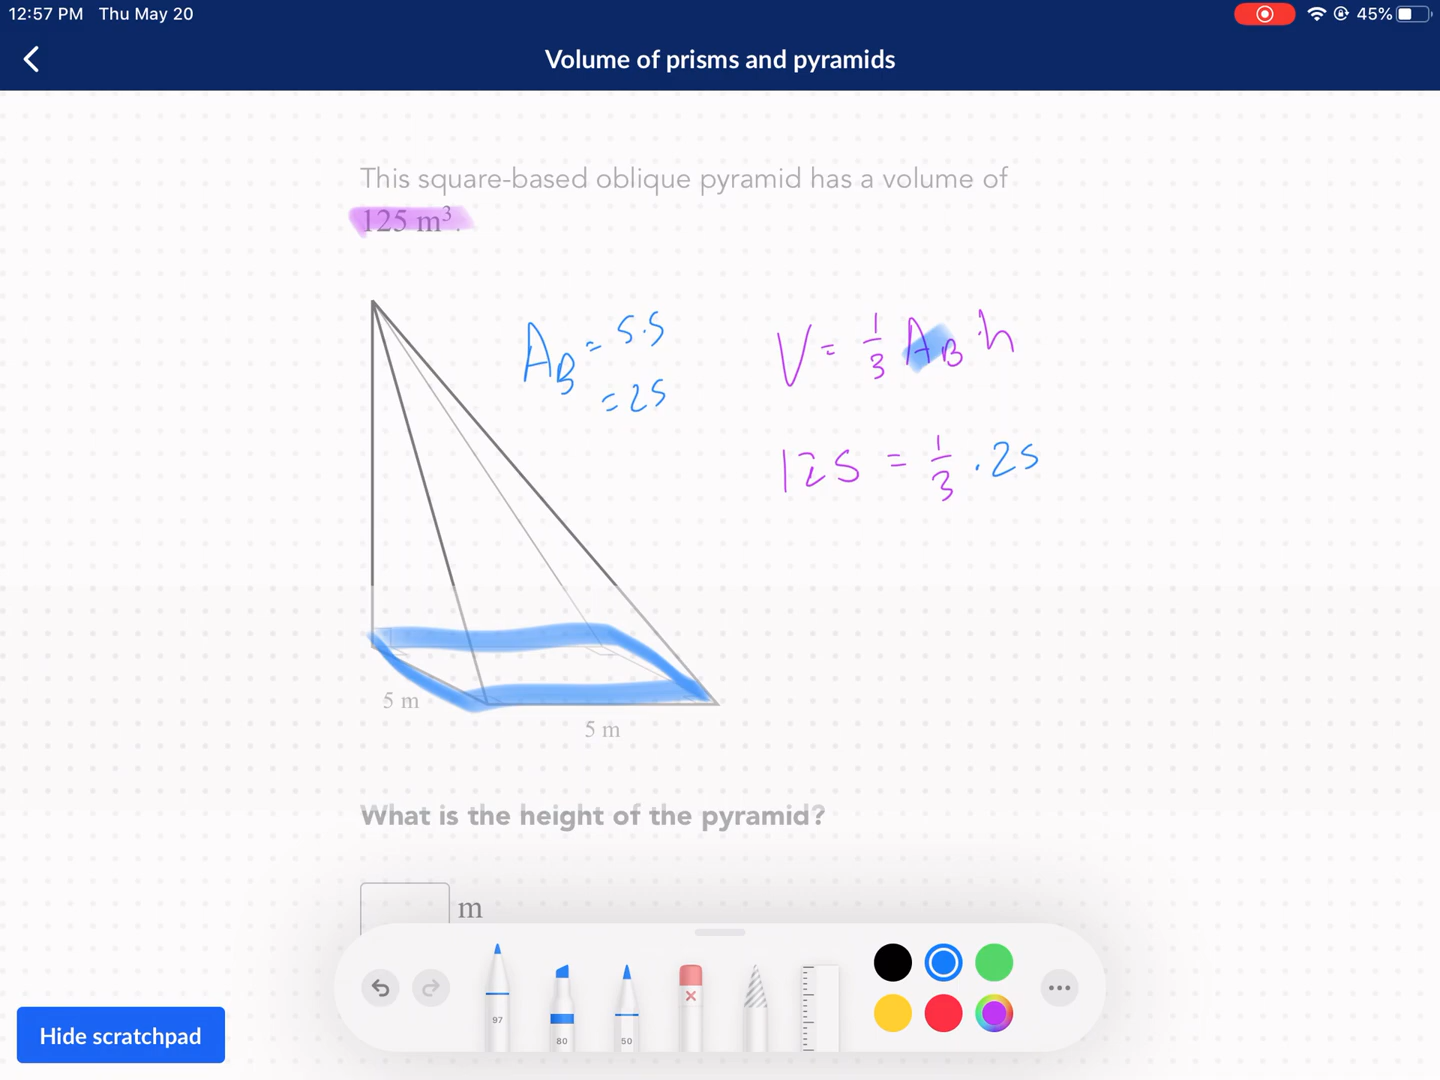 12:57 PM Thu May 20
45%
Volume of prisms and pyramids
This square-based oblique pyramid has a volume of
125 m³.
A_B = 5·5
= 25
V = 1/3 A_B · h
125 = 1/3 · 25
5 m
5 m
What is the height of the pyramid?
m
97
80
50
Hide scratchpad